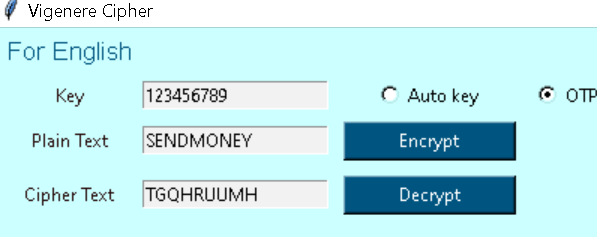 Vigenere Cipher
For English
Key 123456789 Auto key OTP
Plain Text SENDMONEY Encrypt
Cipher Text TGQHRUUMH Decrypt